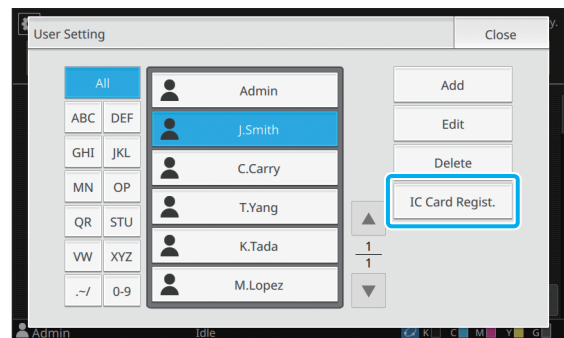 User Setting
Close
y.
All
ABC
DEF
GHI
JKL
MN
OP
QR
STU
VW
XYZ
.~/
0-9
Admin
J.Smith
C.Carry
T.Yang
K.Tada
M.Lopez
1
1
Add
Edit
Delete
IC Card Regist.
Admin
Idle
K
C
M
Y
G